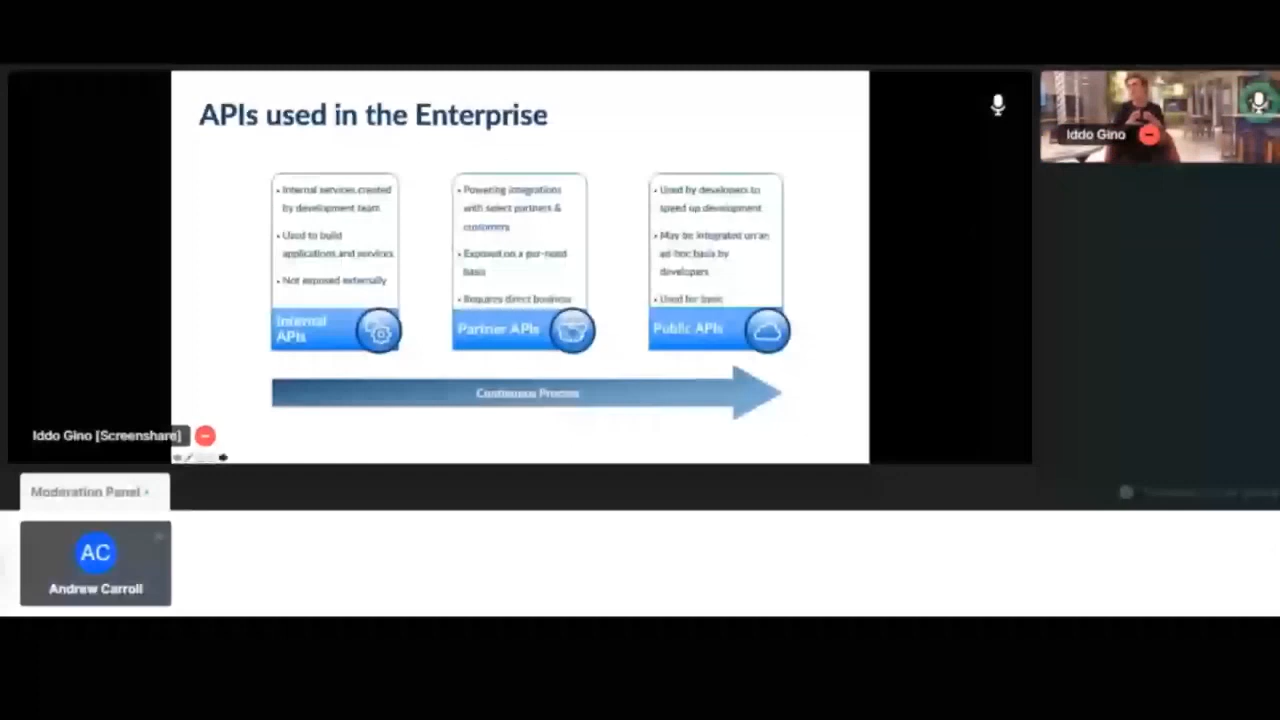 APIs used in the Enterprise
• Internal services created
by development team
• Used to build
applications and services
• Not exposed externally
Internal
APIs
• Powering integrations
with select partners &
customers
• Exposed on a per-need
basis
• Requires direct business
Partner APIs
• Used by developers to
speed up development
• May be integrated on an
ad-hoc basis by
developers
• Used for basic
Public APIs
Continuous Process
Iddo Gino
Iddo Gino [Screenshare]
Moderation Panel
AC
Andrew Carroll